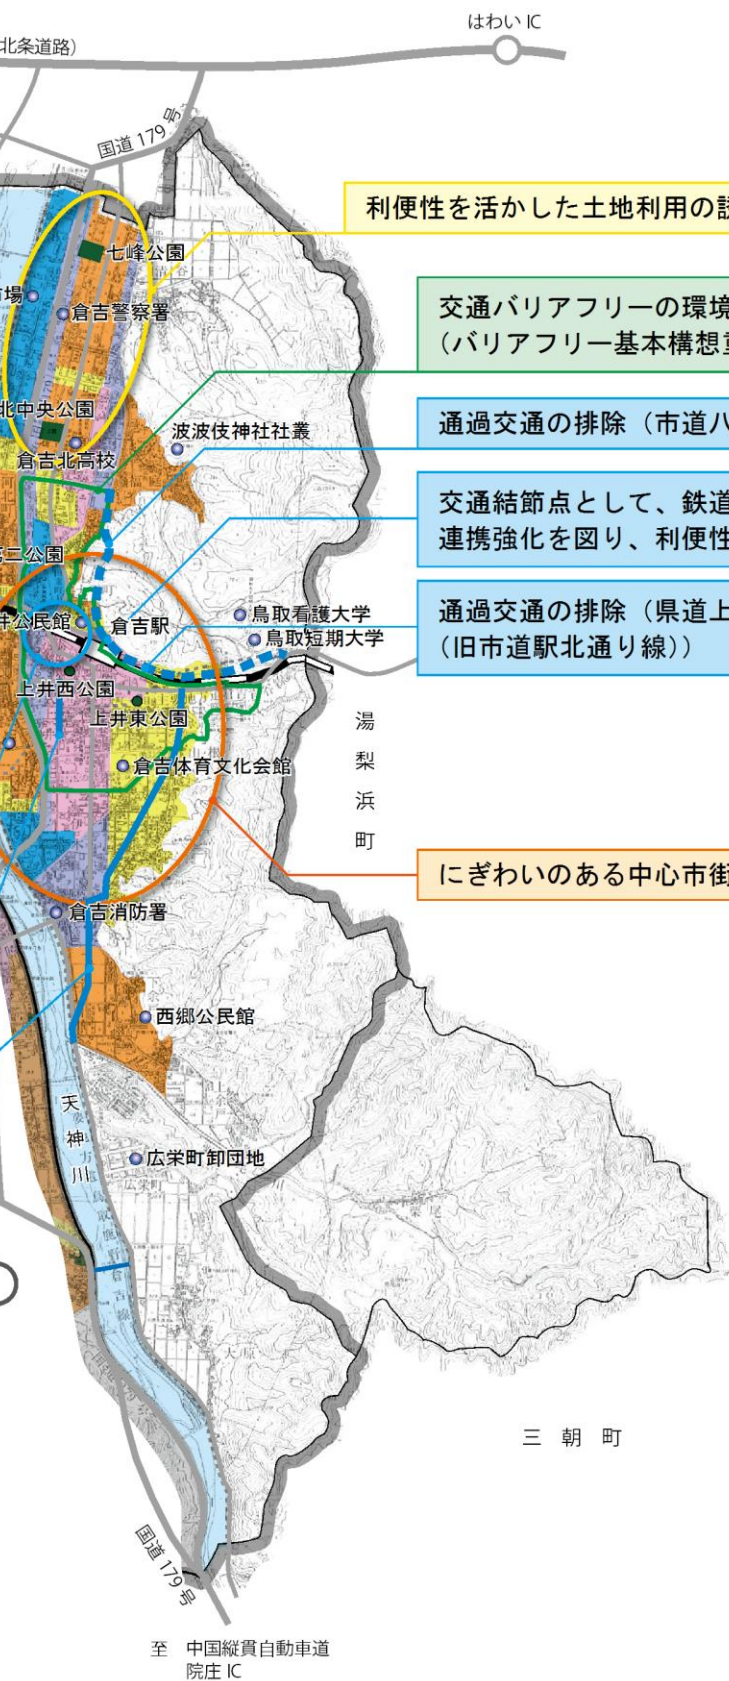 はわい IC
北条道路）
国道 179 号
利便性を活かした土地利用の
七峰公園
場
倉吉警察署
交通バリアフリーの環境
（バリアフリー基本構想
北中央公園
波波伎神社社叢
通過交通の排除（市道八
倉吉北高校
交通結節点として、鉄道
連携強化を図り、利便性
二公園
鳥取看護大学
井公民館
倉吉駅
鳥取短期大学
通過交通の排除（県道上
（旧市道駅北通り線））
上井西公園
上井東公園
湯梨浜町
倉吉体育文化会館
にぎわいのある中心市街
倉吉消防署
西郷公民館
天神川
広栄町卸団地
大原
三 朝 町
国道 179 号
至 中国縦貫自動車道
院庄 IC